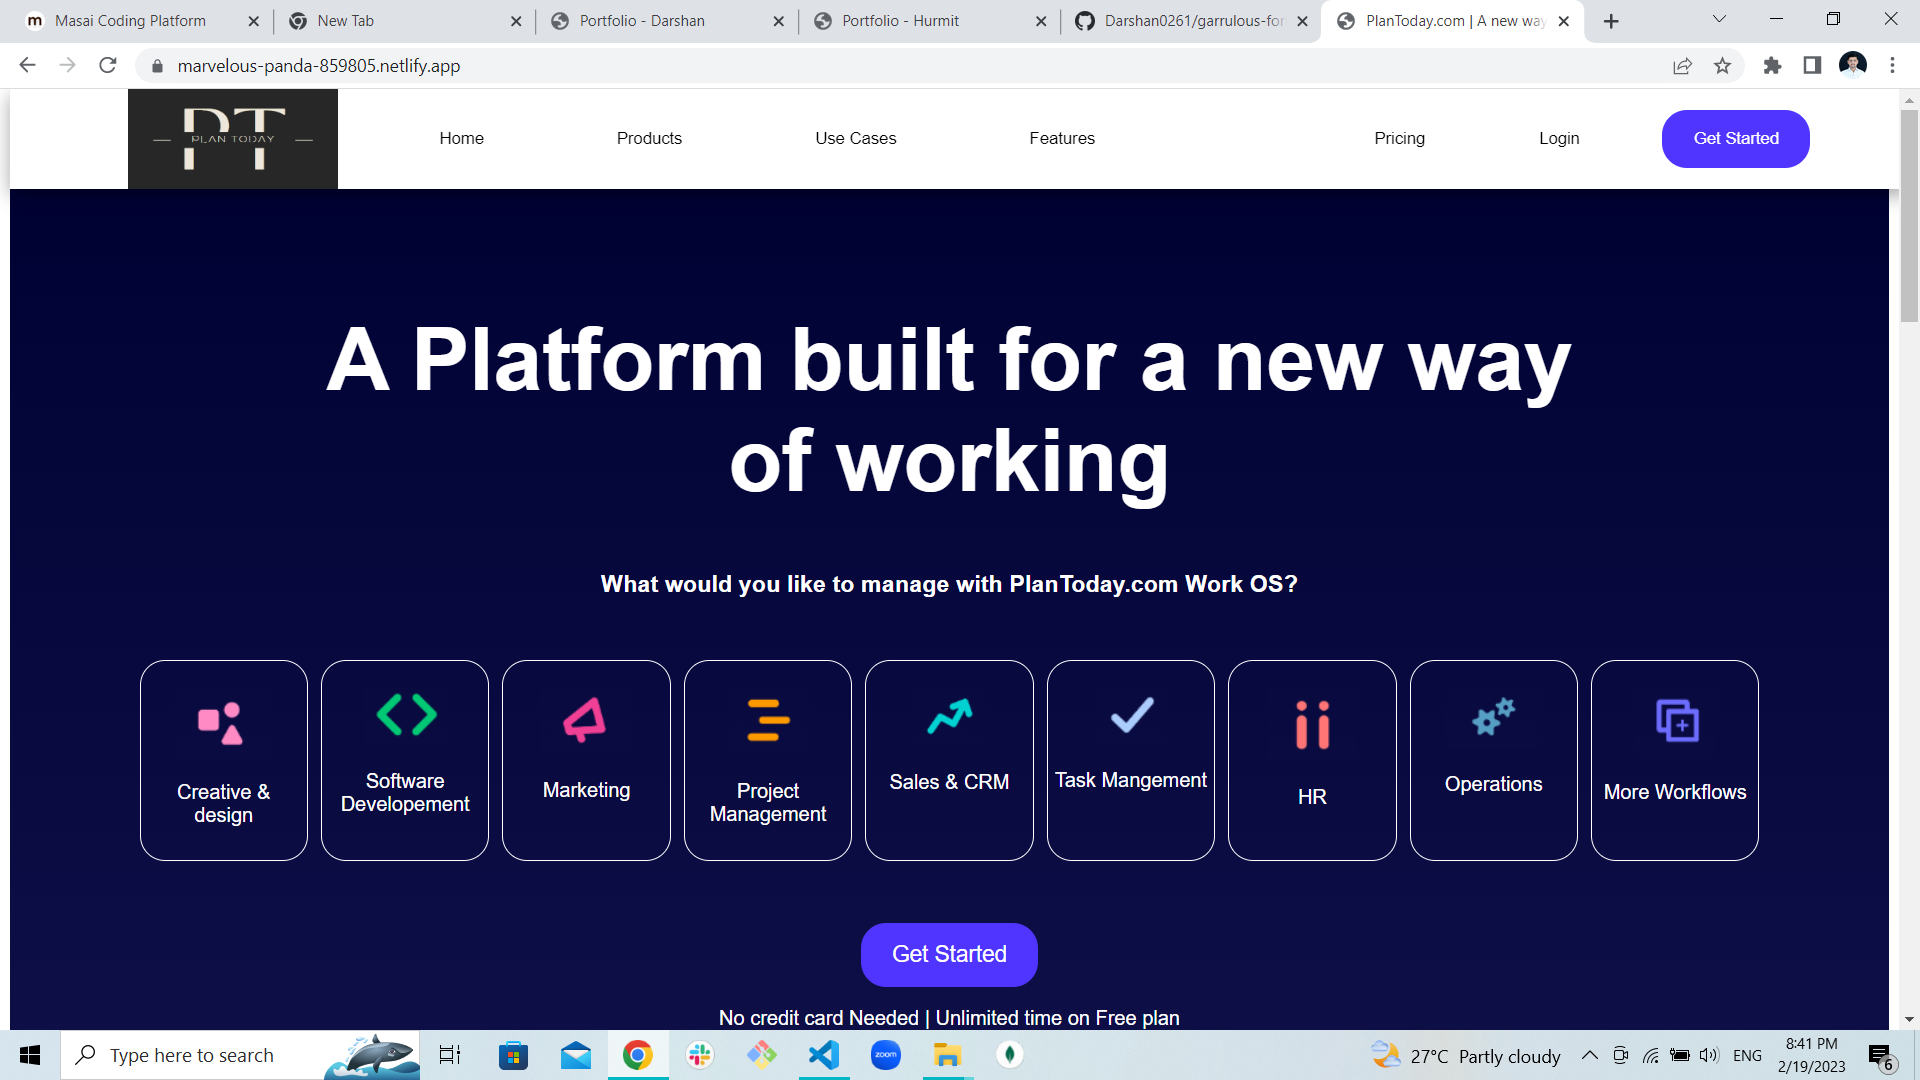 m Masai Coding Platform
New Tab
Portfolio - Darshan
Portfolio - Hurmit
Darshan0261/garrulous-for
PlanToday.com | A new way
marvelous-panda-859805.netlify.app
PT
PLAN TODAY
Home
Products
Use Cases
Features
Pricing
Login
Get Started
A Platform built for a new way
of working
What would you like to manage with PlanToday.com Work OS?
Creative &
design
Software
Developement
Marketing
Project
Management
Sales & CRM
Task Mangement
HR
Operations
More Workflows
Get Started
No credit card Needed | Unlimited time on Free plan
Type here to search
zoom
27°C Partly cloudy
ENG
8:41 PM
2/19/2023
6